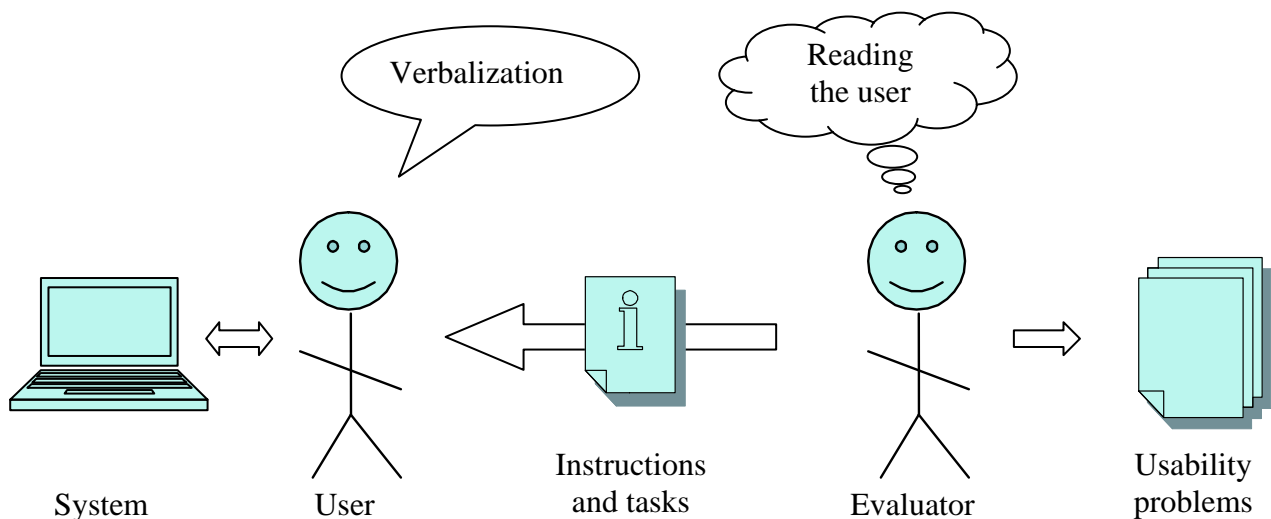 Verbalization
Reading
the user
System
User
Instructions
and tasks
Evaluator
Usability
problems